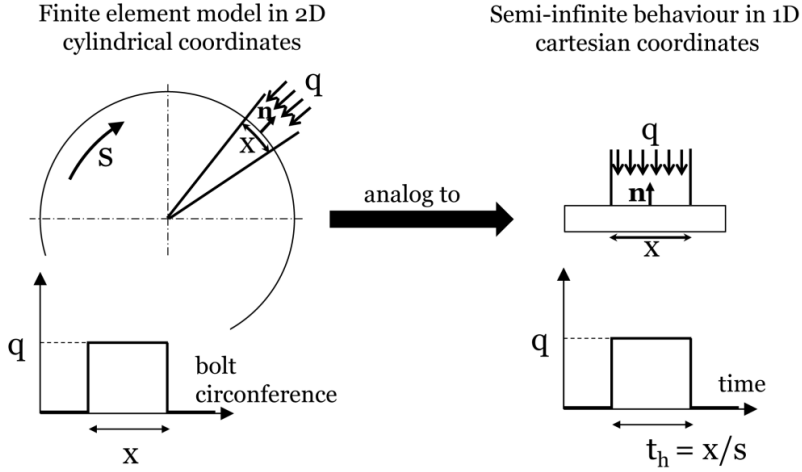 Finite element model in 2D
cylindrical coordinates
q
n
x
s
q
bolt
circonference
x
analog to
Semi-infinite behaviour in 1D
cartesian coordinates
q
n
x
q
time
tₕ = x/s